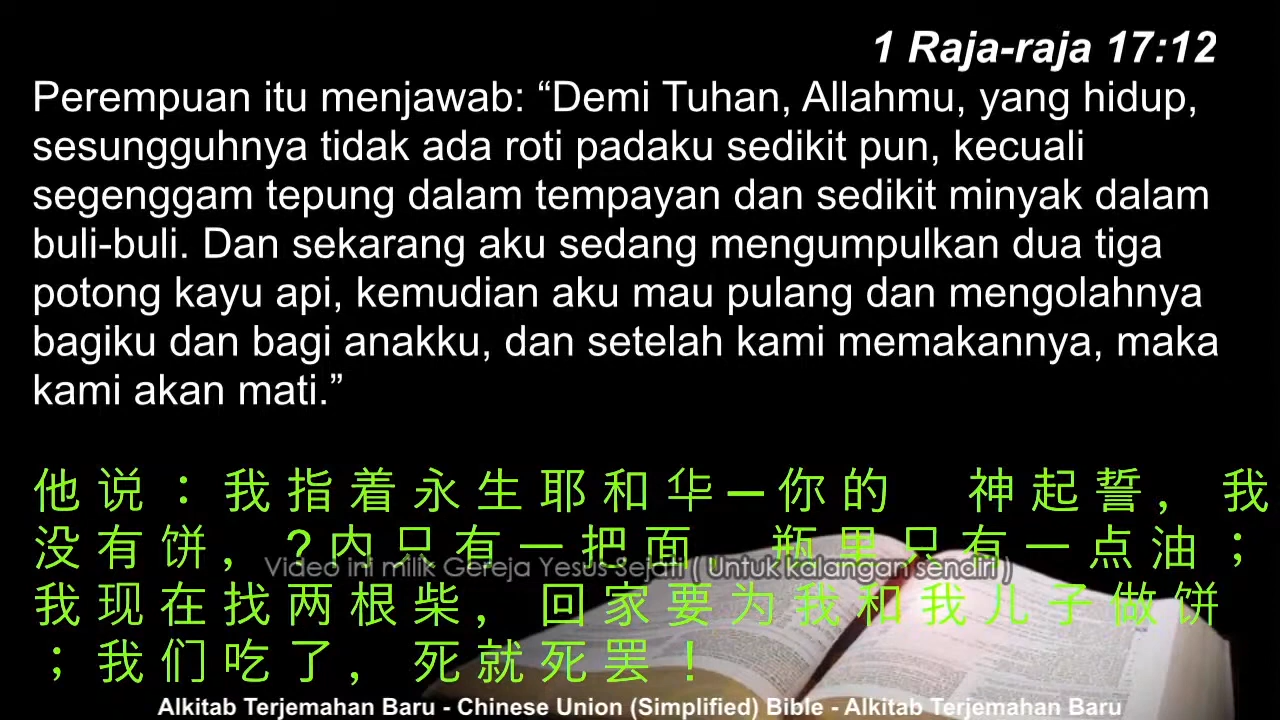 1 Raja-raja 17:12
Perempuan itu menjawab: “Demi Tuhan, Allahmu, yang hidup,
sesungguhnya tidak ada roti padaku sedikit pun, kecuali
segenggam tepung dalam tempayan dan sedikit minyak dalam
buli-buli. Dan sekarang aku sedang mengumpulkan dua tiga
potong kayu api, kemudian aku mau pulang dan mengolahnya
bagiku dan bagi anakku, dan setelah kami memakannya, maka
kami akan mati.”
他说：我指着永生耶和华─你的　神起誓，我
没有饼，?内只有一把面，瓶里只有一点油；
Video ini milik Gereja Yesus Sejati ( Untuk kalangan sendiri )
我现在找两根柴，回家要为我和我儿子做饼
；我们吃了，死就死罢！
Alkitab Terjemahan Baru - Chinese Union (Simplified) Bible - Alkitab Terjemahan Baru